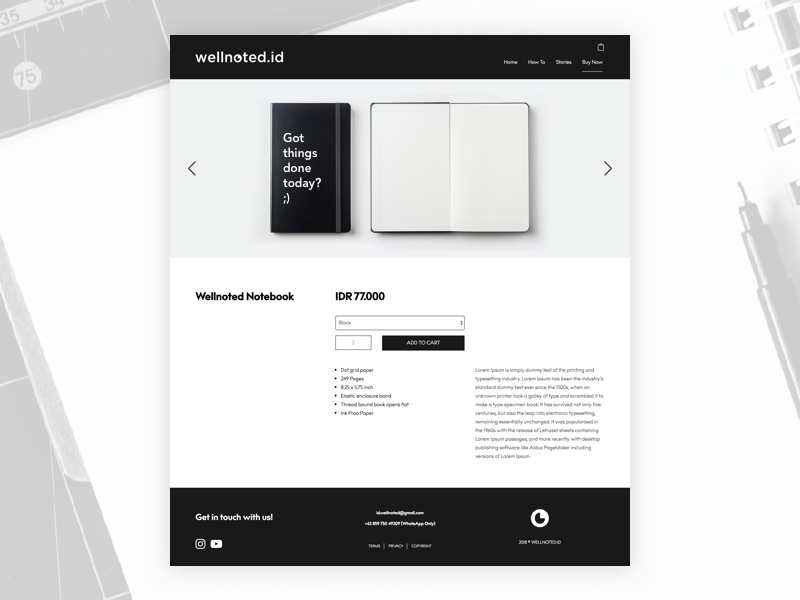 35
34
75
wellnoted.id
Home How To Stories Buy Now
Got
things
done
today?
;)
Wellnoted Notebook
IDR 77.000
Black
ADD TO CART
Dot grid paper
249 Pages
8.25 x 5.75 inch
Elastic enclosure band
Thread bound book opens flat
Ink Proo Paper
Lorem Ipsum is simply dummy text of the printing and
typesetting industry. Lorem Ipsum has been the industry's
standard dummy text ever since the 1500s, when an
unknown printer took a galley of type and scrambled it to
make a type specimen book. It has survived not only five
centuries, but also the leap into electronic typesetting,
remaining essentially unchanged. It was popularised in
the 1960s with the release of Letraset sheets containing
Lorem Ipsum passages, and more recently with desktop
publishing software like Aldus PageMaker including
versions of Lorem Ipsum.
Get in touch with us!
id.wellnoted@gmail.com
+62 859 750 49309 (WhatsApp Only)
TERMS | PRIVACY | COPYRIGHT
2018 © WELLNOTED.ID